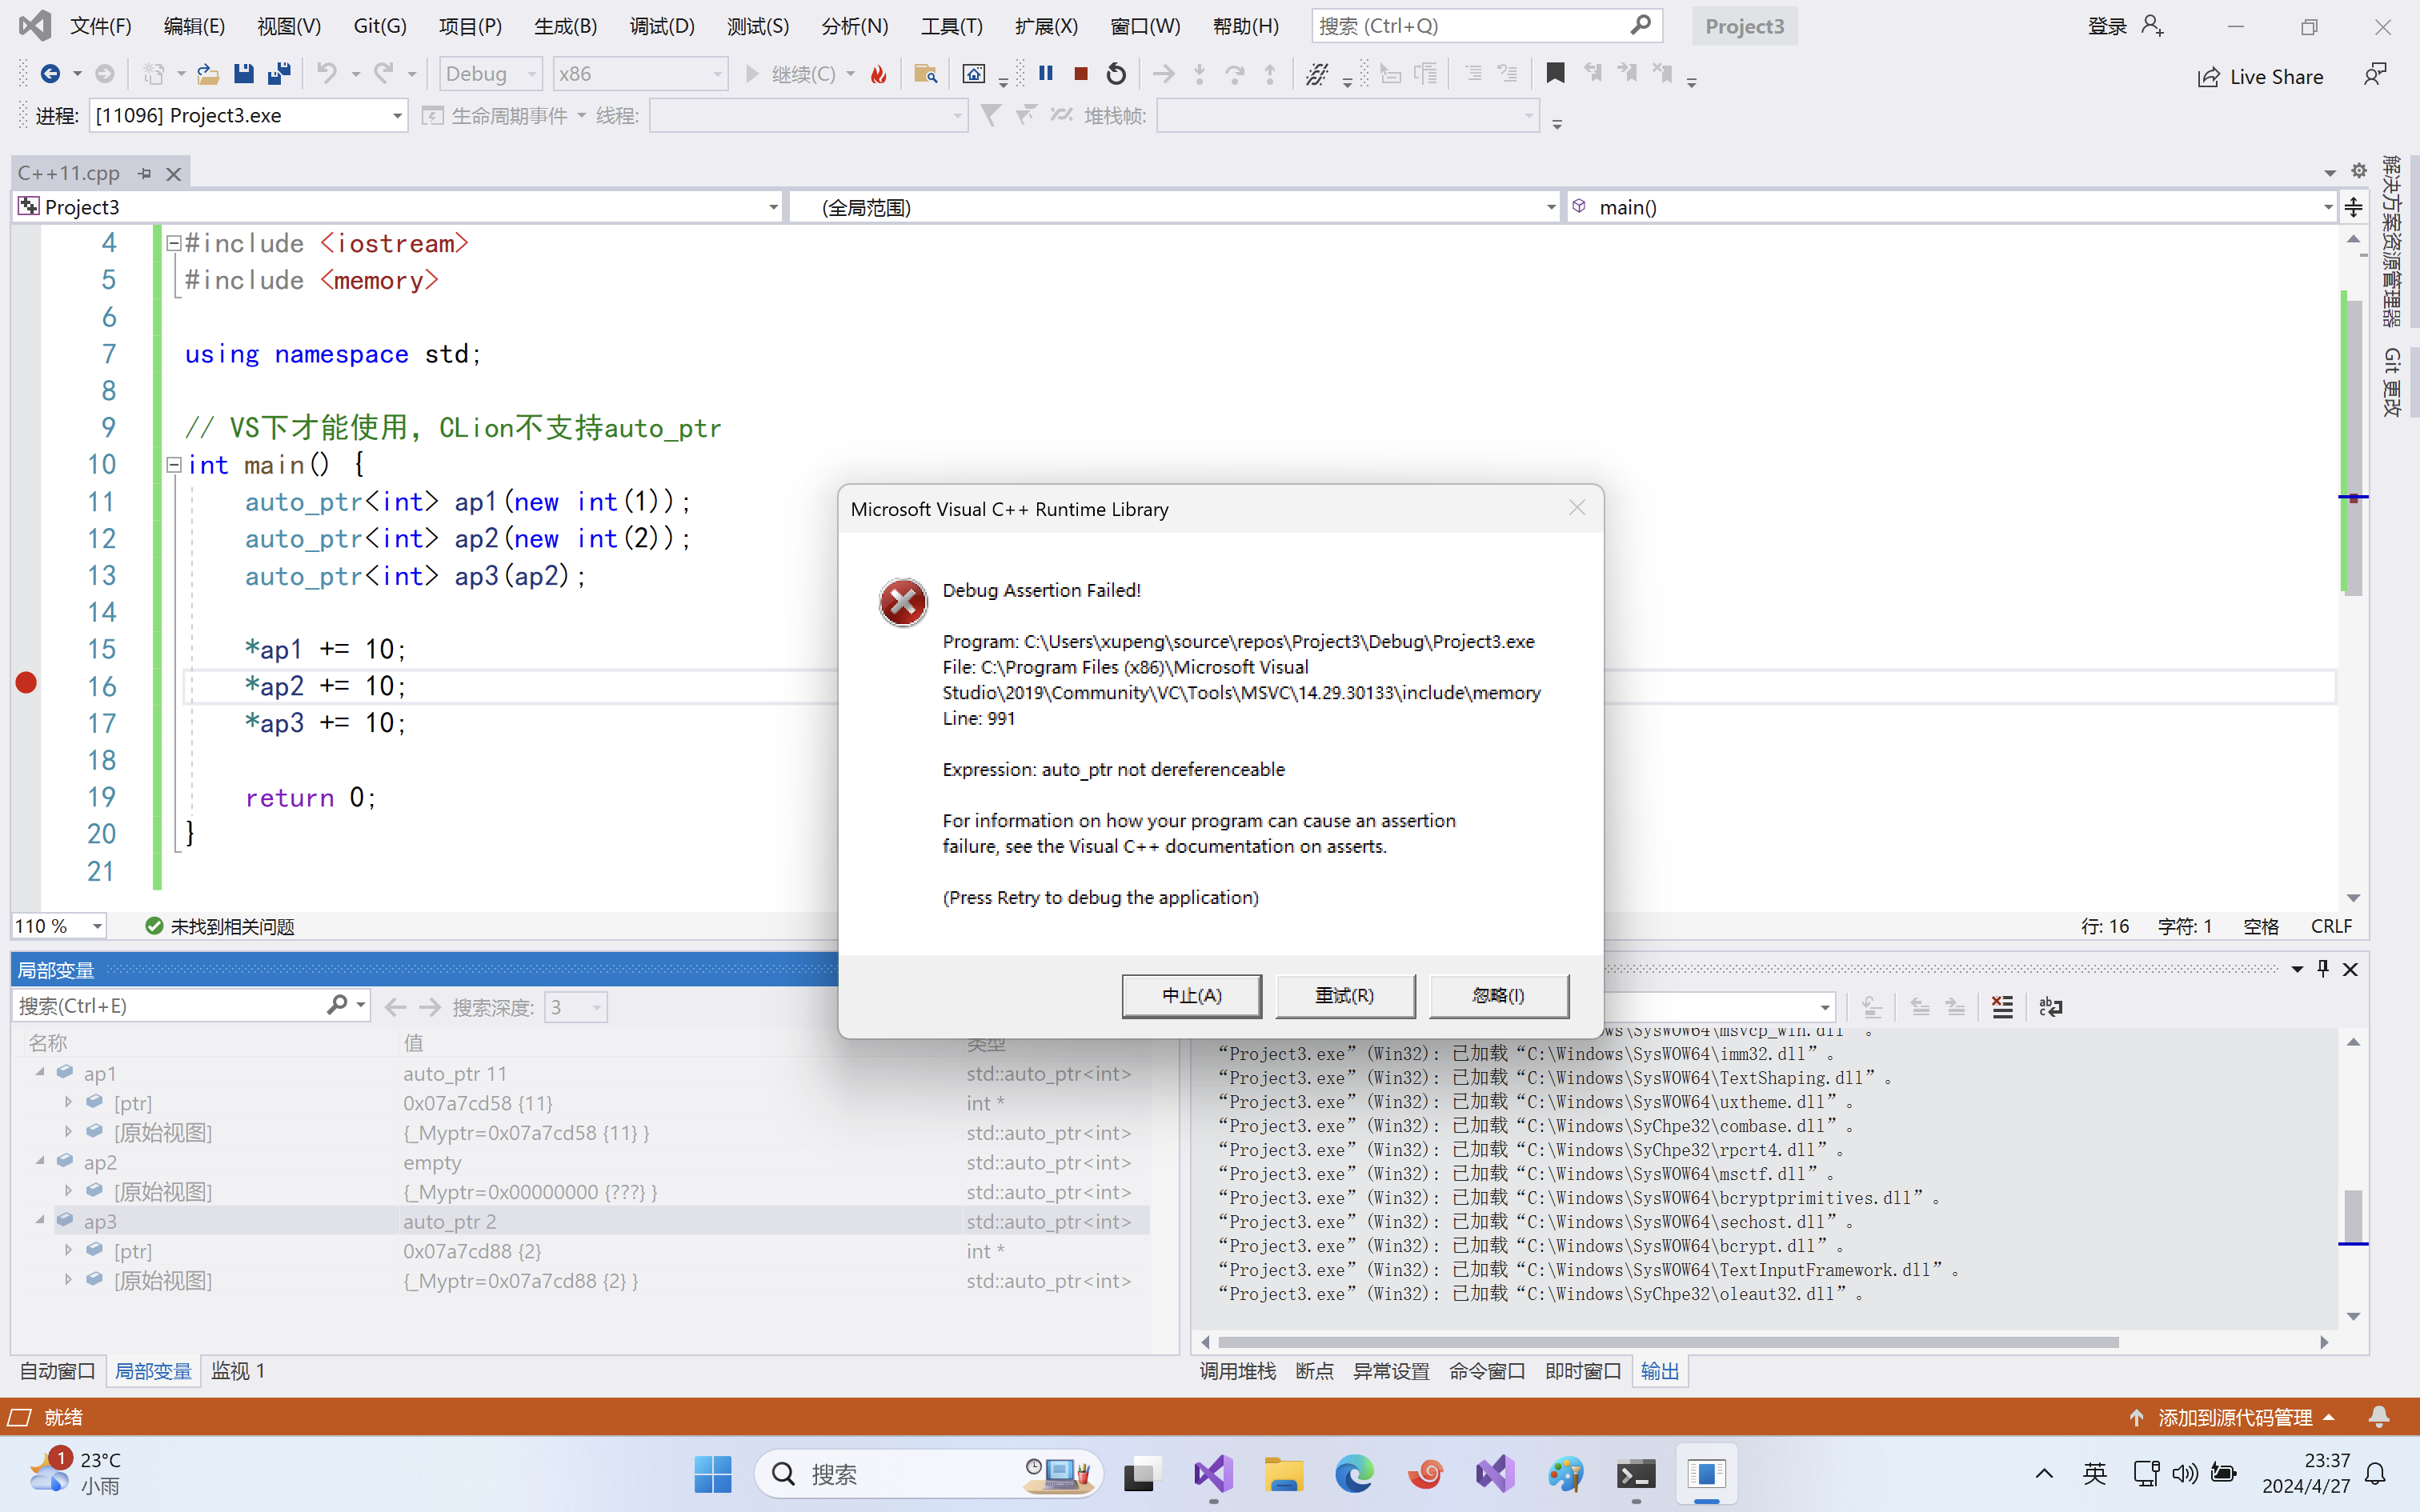 文件(F) 编辑(E) 视图(V) Git(G) 项目(P) 生成(B) 调试(D) 测试(S) 分析(N) 工具(T) 扩展(X) 窗口(W) 帮助(H) 搜索 (Ctrl+Q) Project3 登录
Debug x86 继续(C) Live Share
进程: [11096] Project3.exe 生命周期事件 线程: 堆栈帧:
C++11.cpp
Project3 (全局范围) main()
4 #include <iostream>
5 #include <memory>
6
7 using namespace std;
8
9 // VS下才能使用，CLion不支持auto_ptr
10 int main() {
11 auto_ptr<int> ap1(new int(1));
12 auto_ptr<int> ap2(new int(2));
13 auto_ptr<int> ap3(ap2);
14
15 *ap1 += 10;
16 *ap2 += 10;
17 *ap3 += 10;
18
19 return 0;
20 }
21
解决方案资源管理器
Git 更改
110 % 未找到相关问题 行: 16 字符: 1 空格 CRLF
Microsoft Visual C++ Runtime Library
Debug Assertion Failed!
Program: C:\Users\xupeng\source\repos\Project3\Debug\Project3.exe
File: C:\Program Files (x86)\Microsoft Visual
Studio\2019\Community\VC\Tools\MSVC\14.29.30133\include\memory
Line: 991
Expression: auto_ptr not dereferenceable
For information on how your program can cause an assertion
failure, see the Visual C++ documentation on asserts.
(Press Retry to debug the application)
中止(A) 重试(R) 忽略(I)
局部变量
搜索(Ctrl+E) 搜索深度: 3
名称 值 类型
ap1 auto_ptr 11 std::auto_ptr<int>
[ptr] 0x07a7cd58 {11} int *
[原始视图] {_Myptr=0x07a7cd58 {11} } std::auto_ptr<int>
ap2 empty std::auto_ptr<int>
[原始视图] {_Myptr=0x00000000 {???} } std::auto_ptr<int>
ap3 auto_ptr 2 std::auto_ptr<int>
[ptr] 0x07a7cd88 {2} int *
[原始视图] {_Myptr=0x07a7cd88 {2} } std::auto_ptr<int>
自动窗口 局部变量 监视 1
ws\SysWOW64\msvcp_win.dll”。
“Project3.exe”(Win32): 已加载“C:\Windows\SysWOW64\imm32.dll”。
“Project3.exe”(Win32): 已加载“C:\Windows\SysWOW64\TextShaping.dll”。
“Project3.exe”(Win32): 已加载“C:\Windows\SysWOW64\uxtheme.dll”。
“Project3.exe”(Win32): 已加载“C:\Windows\SyChpe32\combase.dll”。
“Project3.exe”(Win32): 已加载“C:\Windows\SyChpe32\rpcrt4.dll”。
“Project3.exe”(Win32): 已加载“C:\Windows\SysWOW64\msctf.dll”。
“Project3.exe”(Win32): 已加载“C:\Windows\SysWOW64\bcryptprimitives.dll”。
“Project3.exe”(Win32): 已加载“C:\Windows\SysWOW64\sechost.dll”。
“Project3.exe”(Win32): 已加载“C:\Windows\SysWOW64\bcrypt.dll”。
“Project3.exe”(Win32): 已加载“C:\Windows\SysWOW64\TextInputFramework.dll”。
“Project3.exe”(Win32): 已加载“C:\Windows\SyChpe32\oleaut32.dll”。
调用堆栈 断点 异常设置 命令窗口 即时窗口 输出
就绪 添加到源代码管理
1 23°C
小雨
搜索
英
23:37
2024/4/27